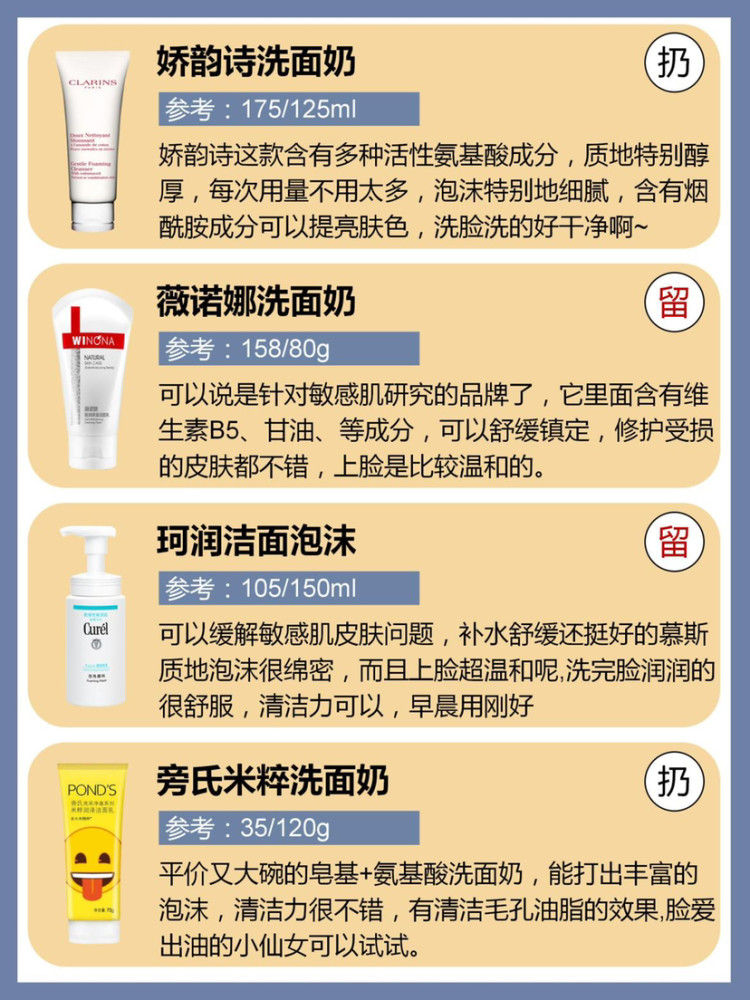 娇韵诗洗面奶
扔
参考：175/125ml
娇韵诗这款含有多种活性氨基酸成分，质地特别醇
厚，每次用量不用太多，泡沫特别地细腻，含有烟
酰胺成分可以提亮肤色，洗脸洗的好干净啊~
CLARINS
PARIS
Doux Nettoyant
Moussant
Gentle Foaming
Cleanser
薇诺娜洗面奶
留
参考：158/80g
可以说是针对敏感肌研究的品牌了，它里面含有维
生素B5、甘油、等成分，可以舒缓镇定，修护受损
的皮肤都不错，上脸是比较温和的。
WINONA
NATURAL
珂润洁面泡沫
留
参考：105/150ml
可以缓解敏感肌皮肤问题，补水舒缓还挺好的慕斯
质地泡沫很绵密，而且上脸超温和呢,洗完脸润润的
很舒服，清洁力可以，早晨用刚好
Curél
旁氏米粹洗面奶
扔
参考：35/120g
平价又大碗的皂基+氨基酸洗面奶，能打出丰富的
泡沫，清洁力很不错，有清洁毛孔油脂的效果,脸爱
出油的小仙女可以试试。
POND'S
米粹润泽洁面乳